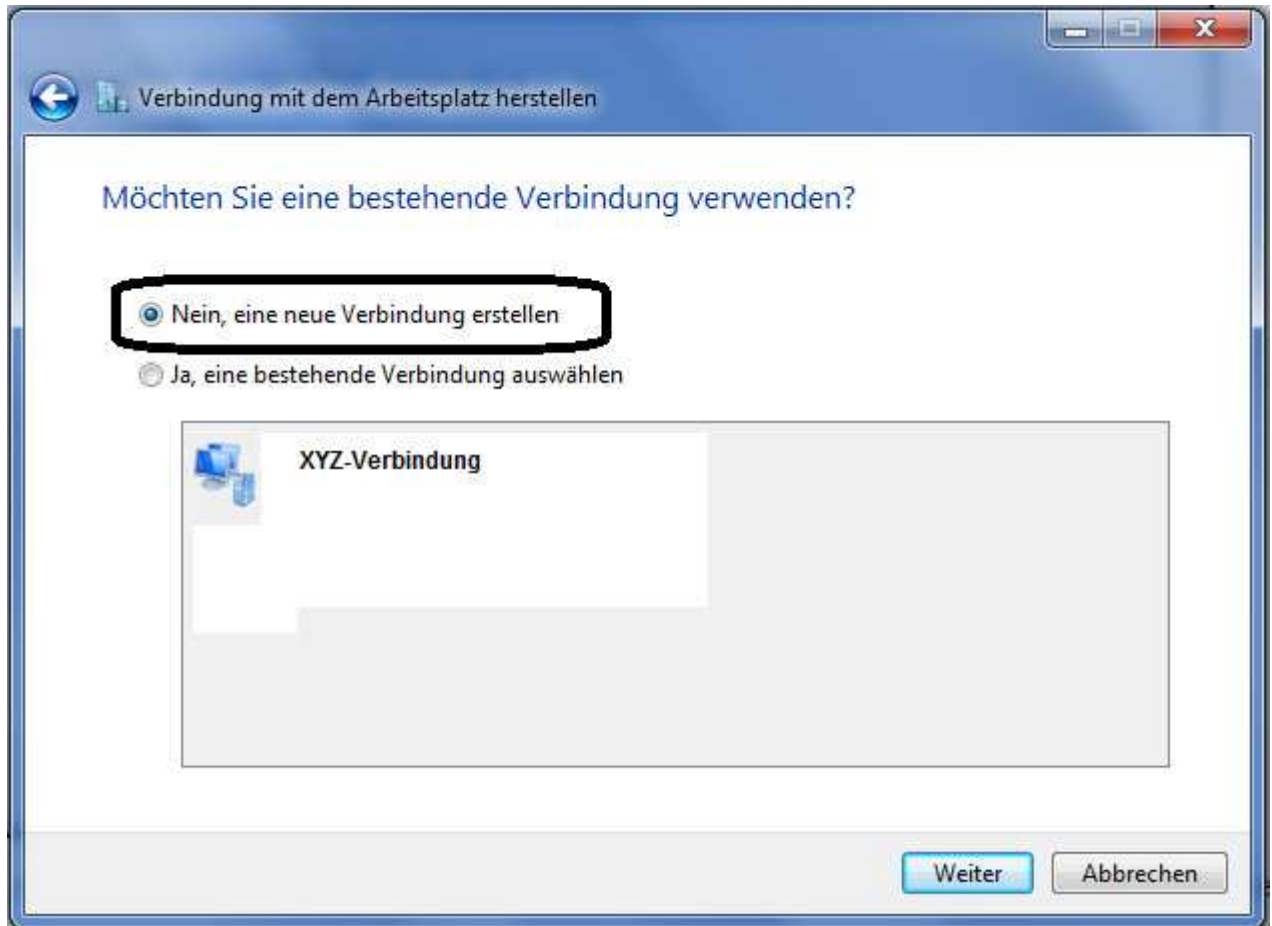 Verbindung mit dem Arbeitsplatz herstellen
Möchten Sie eine bestehende Verbindung verwenden?
Nein, eine neue Verbindung erstellen
Ja, eine bestehende Verbindung auswählen
XYZ-Verbindung
Weiter
Abbrechen